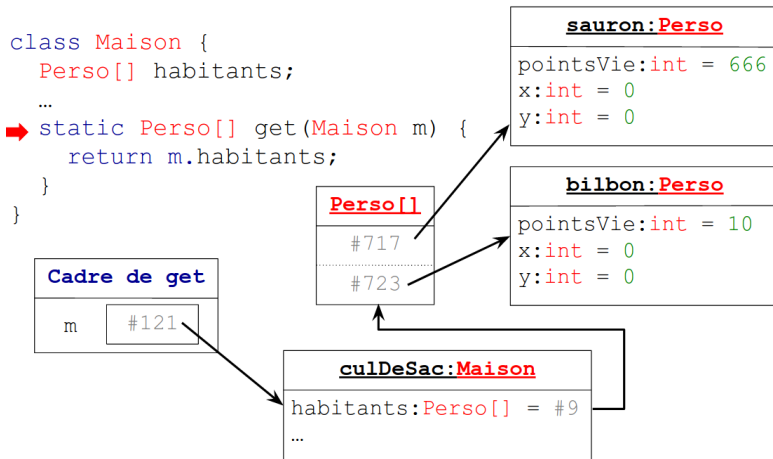 class Maison {
Perso[] habitants;
…
static Perso[] get(Maison m) {
return m.habitants;
}
}
sauron:Perso
pointsVie:int = 666
x:int = 0
y:int = 0
bilbon:Perso
pointsVie:int = 10
x:int = 0
y:int = 0
Perso[]
#717
#723
Cadre de get
m #121
culDeSac:Maison
habitants:Perso[] = #9
…